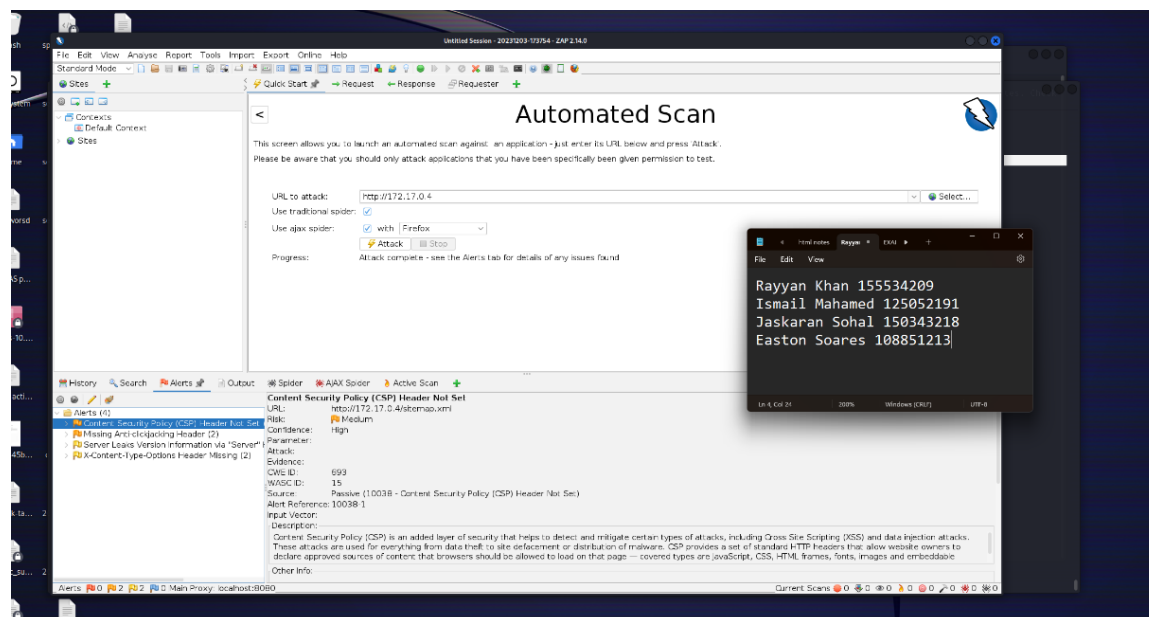 Untitled Session - 20231203-173754 - ZAP 2.14.0
File Edit View Analyse Report Tools Import Export Online Help
Standard Mode
Sites
Quick Start Request Response Requester
Contexts
Default Context
Sites
<
Automated Scan
This screen allows you to launch an automated scan against an application - just enter its URL below and press 'Attack'.
Please be aware that you should only attack applications that you have been specifically been given permission to test.
URL to attack: http://172.17.0.4 Select...
Use traditional spider:
Use ajax spider: with Firefox
Attack Stop
Progress: Attack complete - see the Alerts tab for details of any issues found
html notes Rayyan EXAI
File Edit View
Rayyan Khan 155534209
Ismail Mahamed 125052191
Jaskaran Sohal 150343218
Easton Soares 108851213
Ln 4, Col 24 200% Windows (CRLF) UTF-8
History Search Alerts Output Spider AJAX Spider Active Scan
Alerts (4)
Content Security Policy (CSP) Header Not Set
Missing Anti-clickjacking Header (2)
Server Leaks Version Information via "Server"
X-Content-Type-Options Header Missing (2)
Content Security Policy (CSP) Header Not Set
URL: http://172.17.0.4/sitemap.xml
Risk: Medium
Confidence: High
Parameter:
Attack:
Evidence:
CWE ID: 693
WASC ID: 15
Source: Passive (10038 - Content Security Policy (CSP) Header Not Set)
Alert Reference: 10038-1
Input Vector:
Description:
Content Security Policy (CSP) is an added layer of security that helps to detect and mitigate certain types of attacks, including Cross Site Scripting (XSS) and data injection attacks.
These attacks are used for everything from data theft to site defacement or distribution of malware. CSP provides a set of standard HTTP headers that allow website owners to
declare approved sources of content that browsers should be allowed to load on that page — covered types are JavaScript, CSS, HTML frames, fonts, images and embeddable
Other Info:
Alerts 0 2 2 0 Main Proxy: localhost:8080
Current Scans 0 0 0 0 0 0 0 0